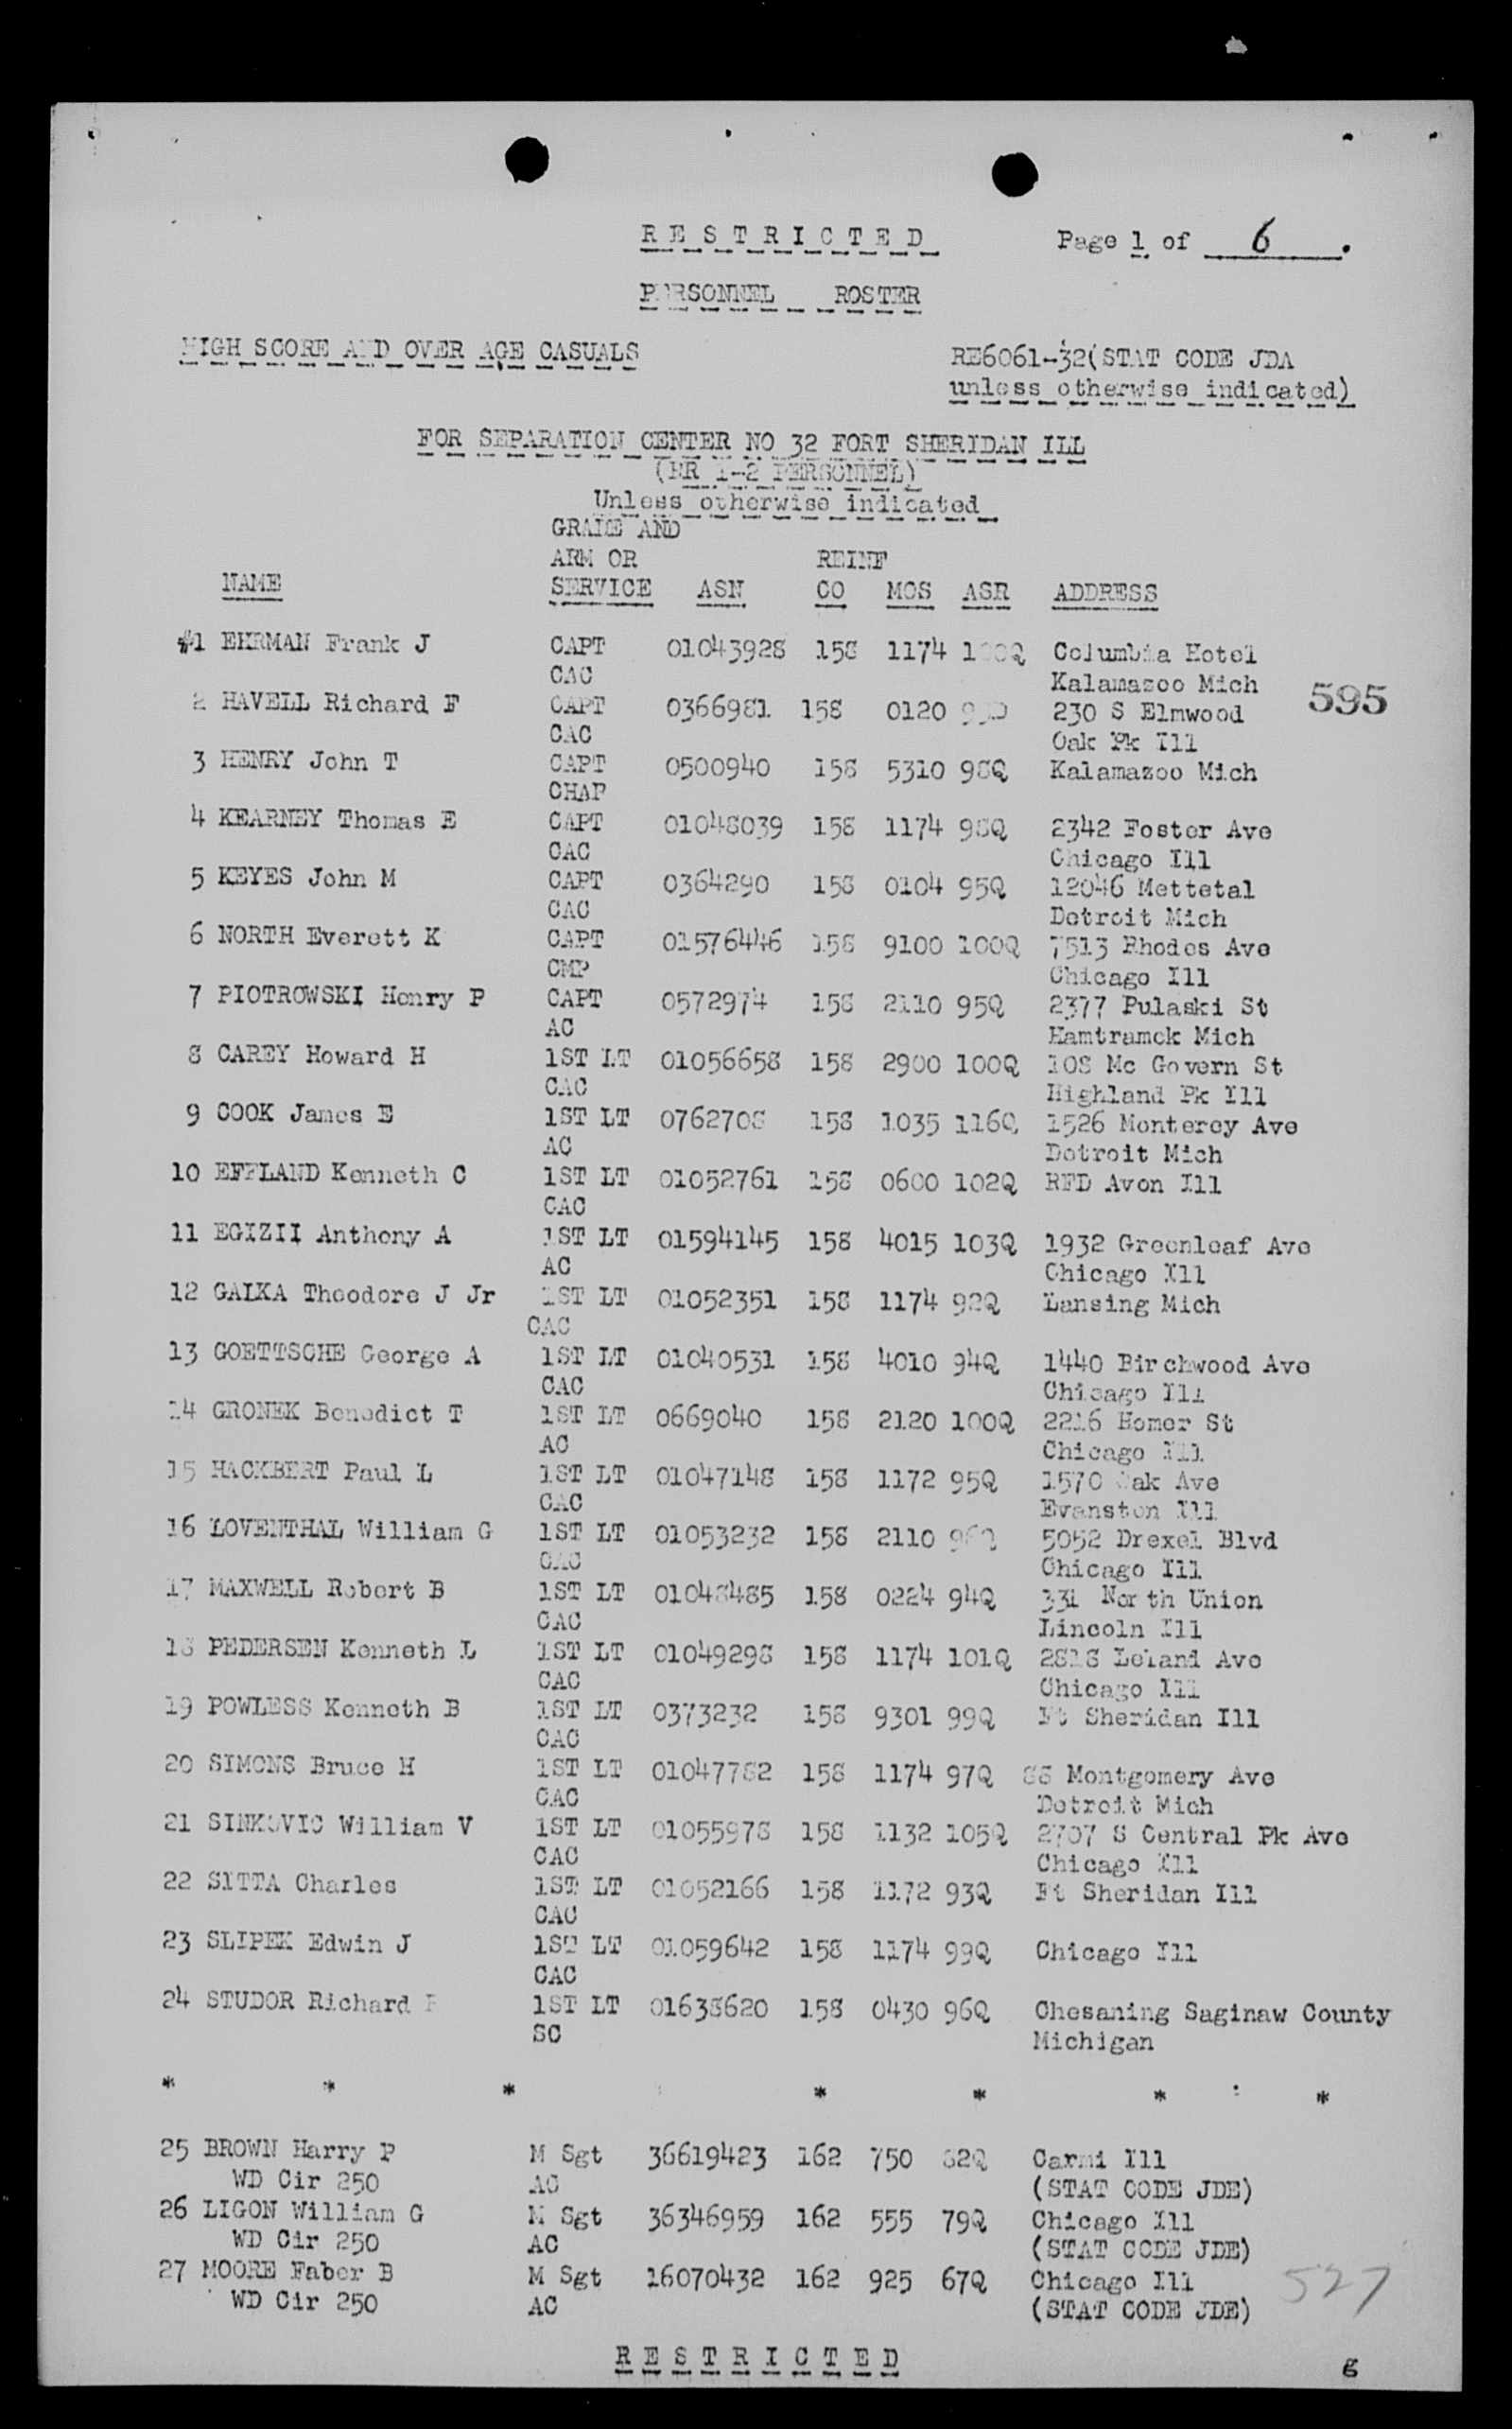 RESTRICTED Page 1 of 6.
PERSONNEL ROSTER
HIGH SCORE AND OVER AGE CASUALS
RE6061-32(STAT CODE JDA
unless otherwise indicated)
FOR SEPARATION CENTER NO 32 FORT SHERIDAN ILL
(ER 1-2 PERSONNEL)
Unless otherwise indicated
GRADE AND
ARM OR REINF
NAME SERVICE ASN CO MOS ASR ADDRESS
#1 EHRMAN Frank J CAPT 01043928 158 1174 Columbia Hotel
CAC Kalamazoo Mich
595
2 HAVELL Richard F CAPT 0366981 158 0120 230 S Elmwood
CAC Oak Pk Ill
3 HENRY John T CAPT 0500940 158 5310 98Q Kalamazoo Mich
CHAP
4 KEARNEY Thomas E CAPT 01048039 158 1174 98Q 2342 Foster Ave
CAC Chicago Ill
5 KEYES John M CAPT 0364290 158 0104 95Q 12046 Mettetal
CAC Detroit Mich
6 NORTH Everett K CAPT 01576446 158 9100 100Q 7513 Rhodes Ave
CMP Chicago Ill
7 PIOTROWSKI Henry P CAPT 0572974 158 2110 95Q 2377 Pulaski St
AC Hamtramck Mich
8 CAREY Howard H 1ST LT 01056658 158 2900 100Q 108 Mc Govern St
CAC Highland Pk Ill
9 COOK James E 1ST LT 0762708 158 1035 116Q 1526 Monterey Ave
AC Detroit Mich
10 EFFLAND Kenneth C 1ST LT 01052761 158 0600 102Q RFD Avon Ill
CAC
11 EGIZII Anthony A 1ST LT 01594145 158 4015 103Q 1932 Greenleaf Ave
AC Chicago Ill
12 GALKA Theodore J Jr 1ST LT 01052351 158 1174 92Q Lansing Mich
CAC
13 GOETTSCHE George A 1ST LT 01040531 158 4010 94Q 1440 Birchwood Ave
CAC Chicago Ill
14 GRONEK Benedict T 1ST LT 0669040 158 2120 100Q 2216 Homer St
AC Chicago Ill
15 HACKBERT Paul L 1ST LT 01047148 158 1172 95Q 1570 Oak Ave
CAC Evanston Ill
16 LOVENTHAL William G 1ST LT 01053232 158 2110 5052 Drexel Blvd
CAC Chicago Ill
17 MAXWELL Robert B 1ST LT 01048485 158 0224 94Q 331 North Union
CAC Lincoln Ill
18 PEDERSEN Kenneth L 1ST LT 01049298 158 1174 101Q 2818 Leland Ave
CAC Chicago Ill
19 POWLESS Kenneth B 1ST LT 0373232 158 9301 99Q Ft Sheridan Ill
CAC
20 SIMONS Bruce H 1ST LT 01047782 158 1174 97Q 88 Montgomery Ave
CAC Detroit Mich
21 SINKOVIC William V 1ST LT 01055978 158 1132 105Q 2707 S Central Pk Ave
CAC Chicago Ill
22 SITTA Charles 1ST LT 01052166 158 1172 93Q Ft Sheridan Ill
CAC
23 SLIPEK Edwin J 1ST LT 01059642 158 1174 99Q Chicago Ill
CAC
24 STUDOR Richard 1ST LT 01638620 158 0430 96Q Chesaning Saginaw County
SC Michigan
* * * * * * *
25 BROWN Harry P M Sgt 36619423 162 750 82Q Carmi Ill
WD Cir 250 AC (STAT CODE JDE)
26 LIGON William G M Sgt 36346959 162 555 79Q Chicago Ill
WD Cir 250 AC (STAT CODE JDE)
27 MOORE Faber B M Sgt 16070432 162 925 67Q Chicago Ill
WD Cir 250 AC (STAT CODE JDE)
527
RESTRICTED
g